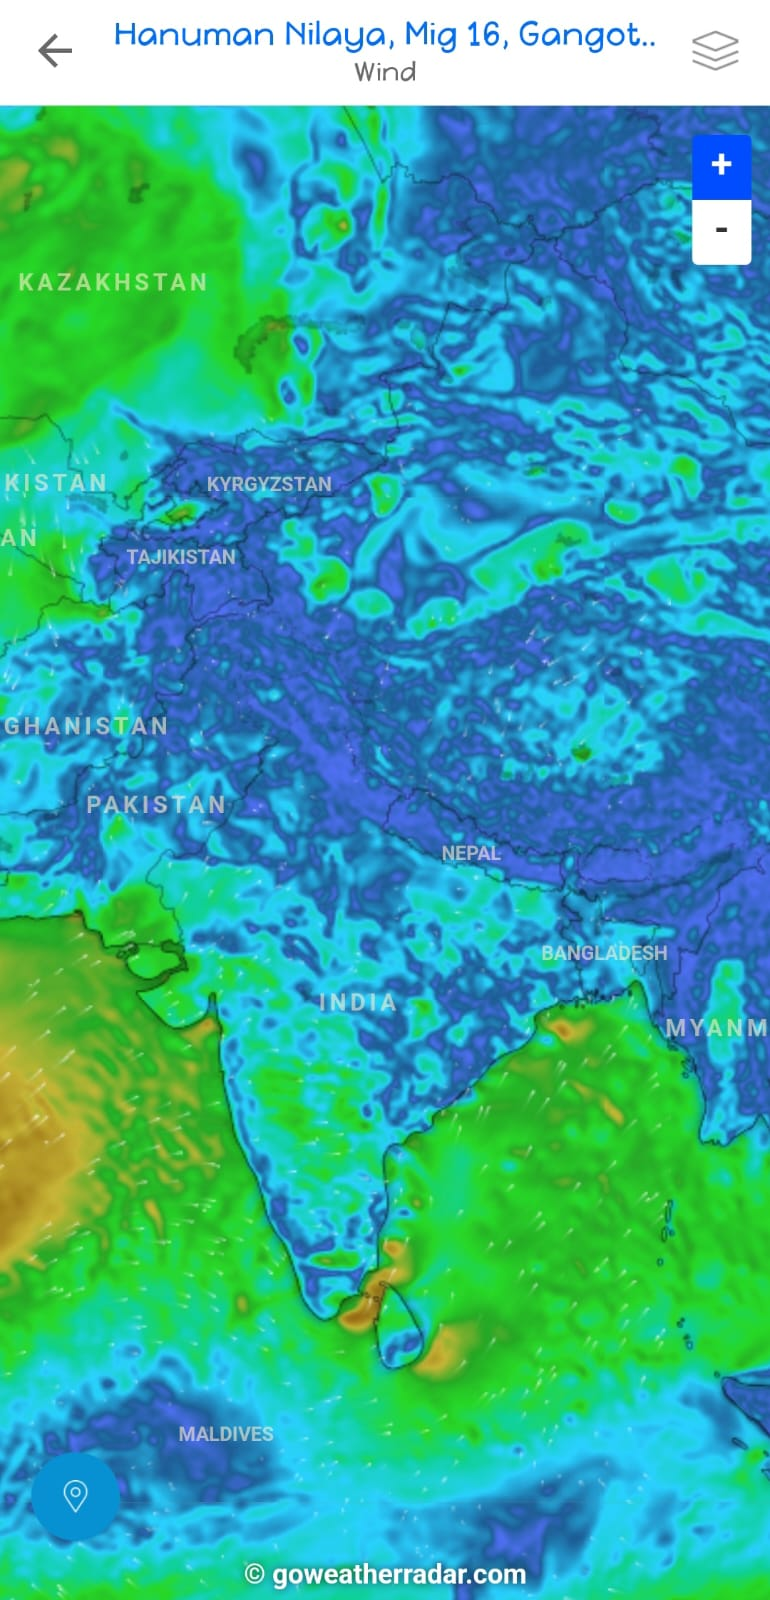 Hanuman Nilaya, Mig 16, Gangot..
Wind
+
-
KAZAKHSTAN
KISTAN
KYRGYZSTAN
AN
TAJIKISTAN
GHANISTAN
PAKISTAN
NEPAL
BANGLADESH
INDIA
MYANM
MALDIVES
© goweatherradar.com